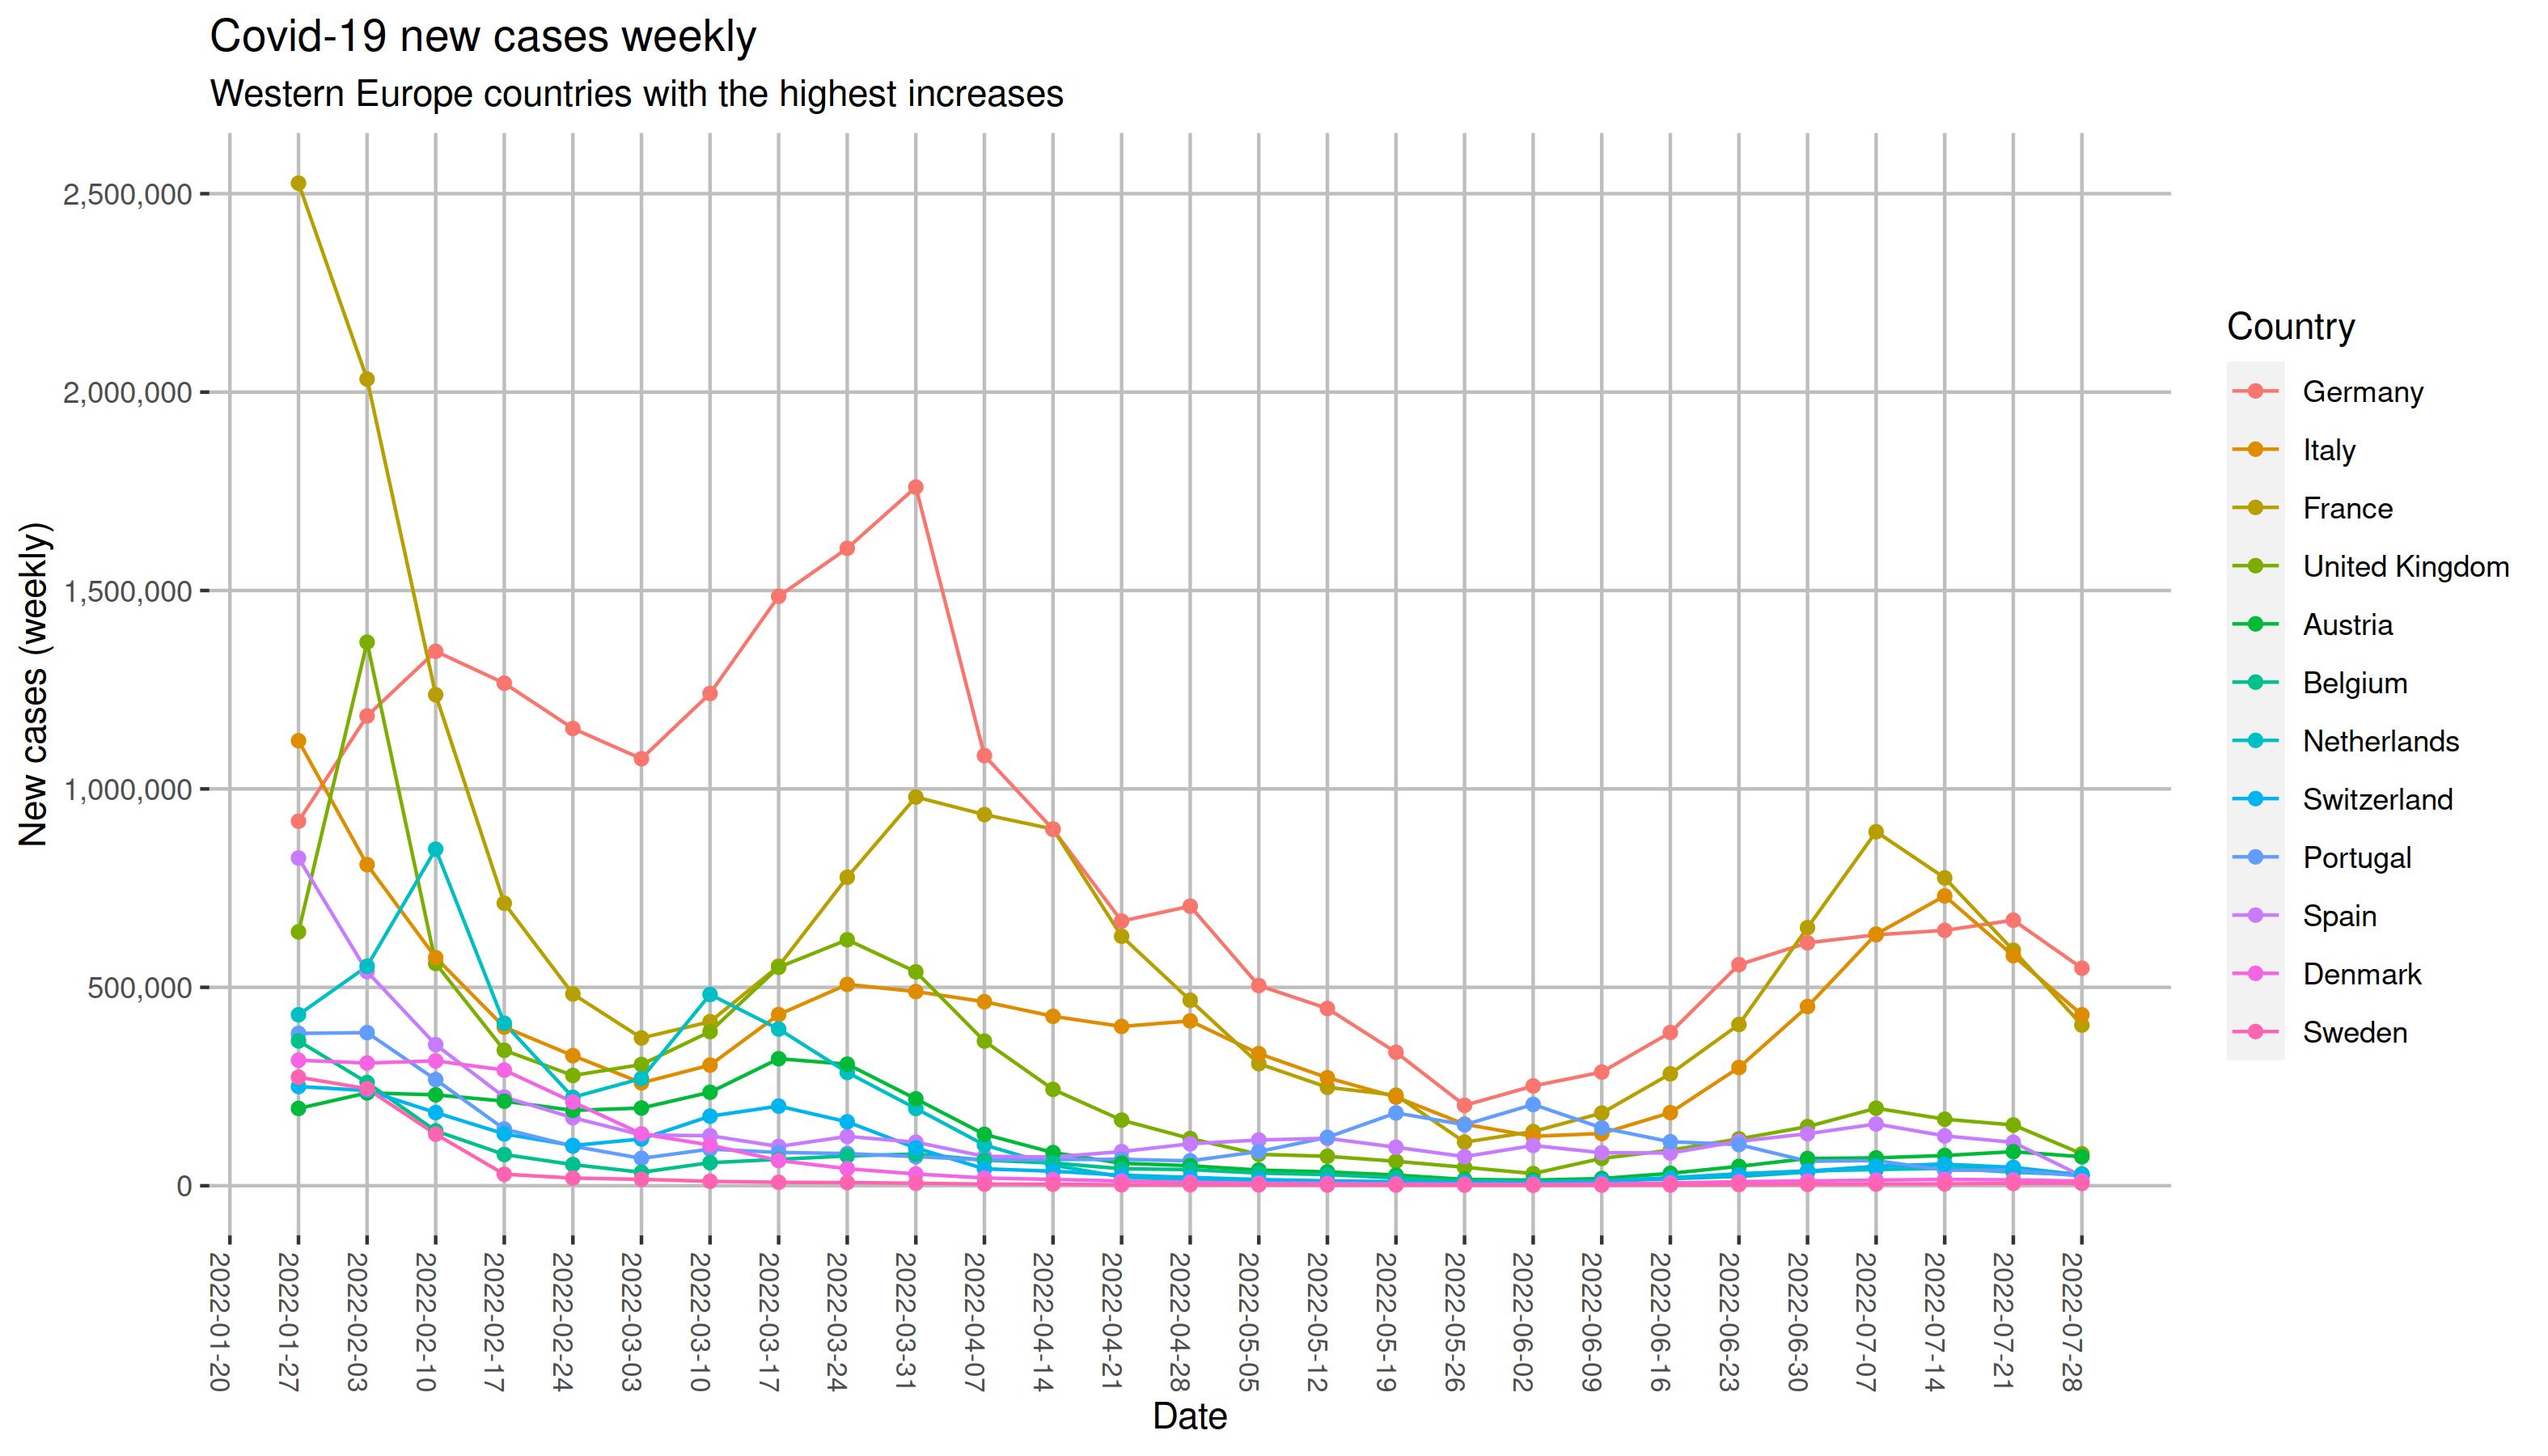 Covid-19 new cases weekly
Western Europe countries with the highest increases
New cases (weekly)
2,500,000
2,000,000
1,500,000
1,000,000
500,000
0
2022-01-20
2022-01-27
2022-02-03
2022-02-10
2022-02-17
2022-02-24
2022-03-03
2022-03-10
2022-03-17
2022-03-24
2022-03-31
2022-04-07
2022-04-14
2022-04-21
2022-04-28
2022-05-05
2022-05-12
2022-05-19
2022-05-26
2022-06-02
2022-06-09
2022-06-16
2022-06-23
2022-06-30
2022-07-07
2022-07-14
2022-07-21
2022-07-28
Date
Country
Germany
Italy
France
United Kingdom
Austria
Belgium
Netherlands
Switzerland
Portugal
Spain
Denmark
Sweden